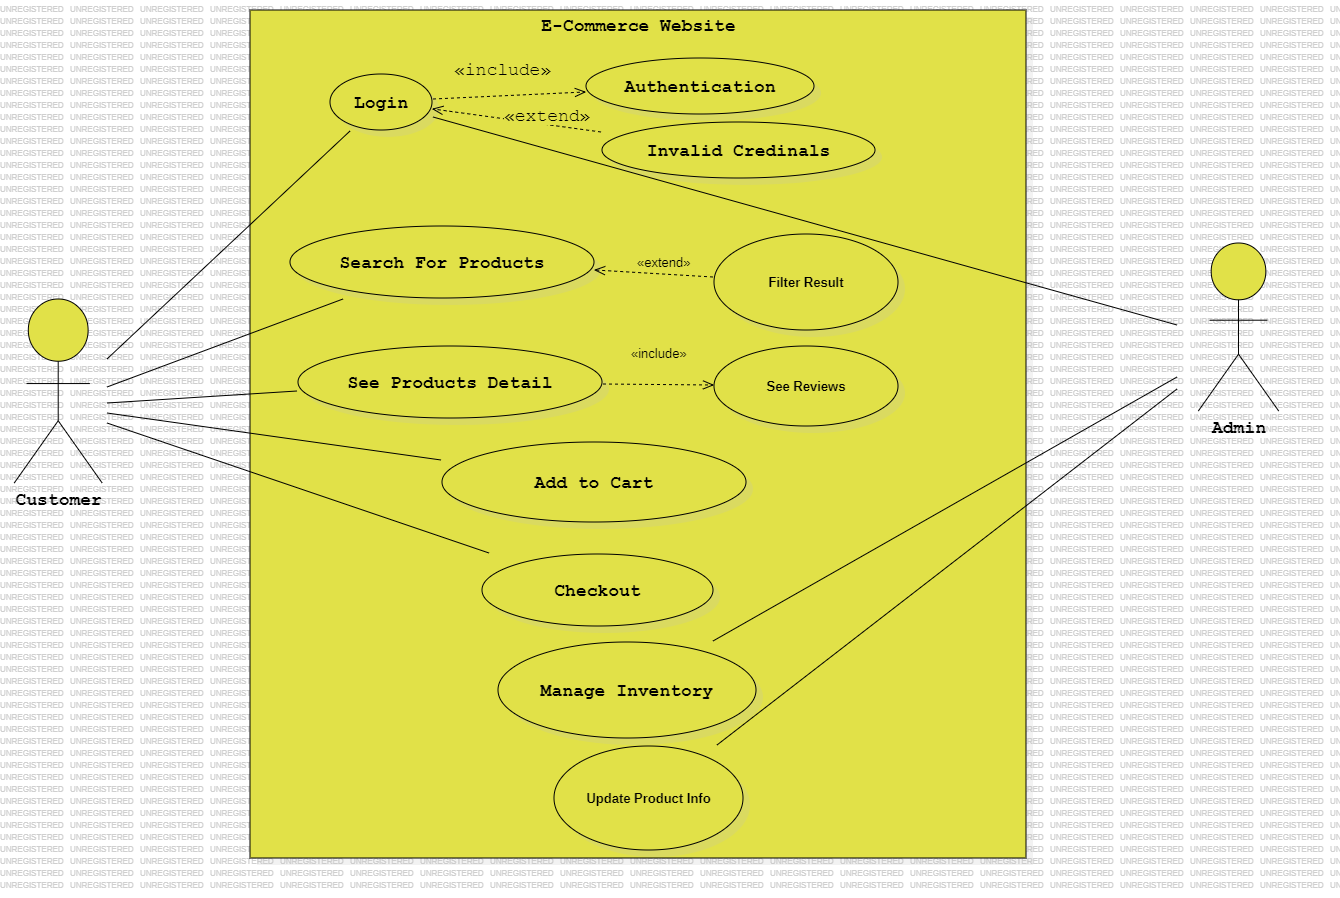 E-Commerce Website
«include»
Login
Authentication
«extend»
Invalid Credinals
Search For Products
«extend»
Filter Result
«include»
See Products Detail
See Reviews
Customer
Admin
Add to Cart
Checkout
Manage Inventory
Update Product Info
UNREGISTERED